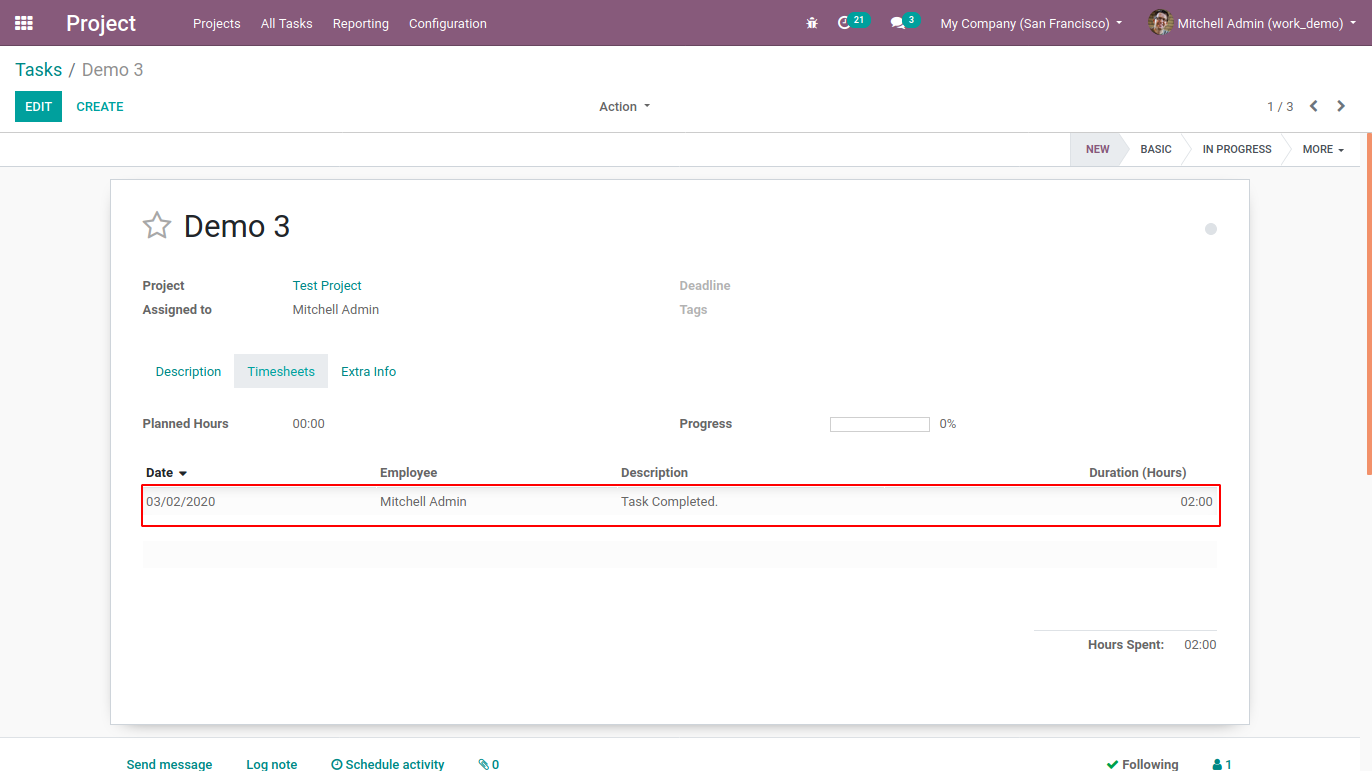 Project Projects All Tasks Reporting Configuration 21 3 My Company (San Francisco) Mitchell Admin (work_demo)
Tasks / Demo 3
EDIT CREATE Action 1 / 3
NEW BASIC IN PROGRESS MORE
Demo 3
Project Test Project Deadline
Assigned to Mitchell Admin Tags
Description Timesheets Extra Info
Planned Hours 00:00 Progress 0%
Date Employee Description Duration (Hours)
03/02/2020 Mitchell Admin Task Completed. 02:00
Hours Spent: 02:00
Send message Log note Schedule activity 0 Following 1